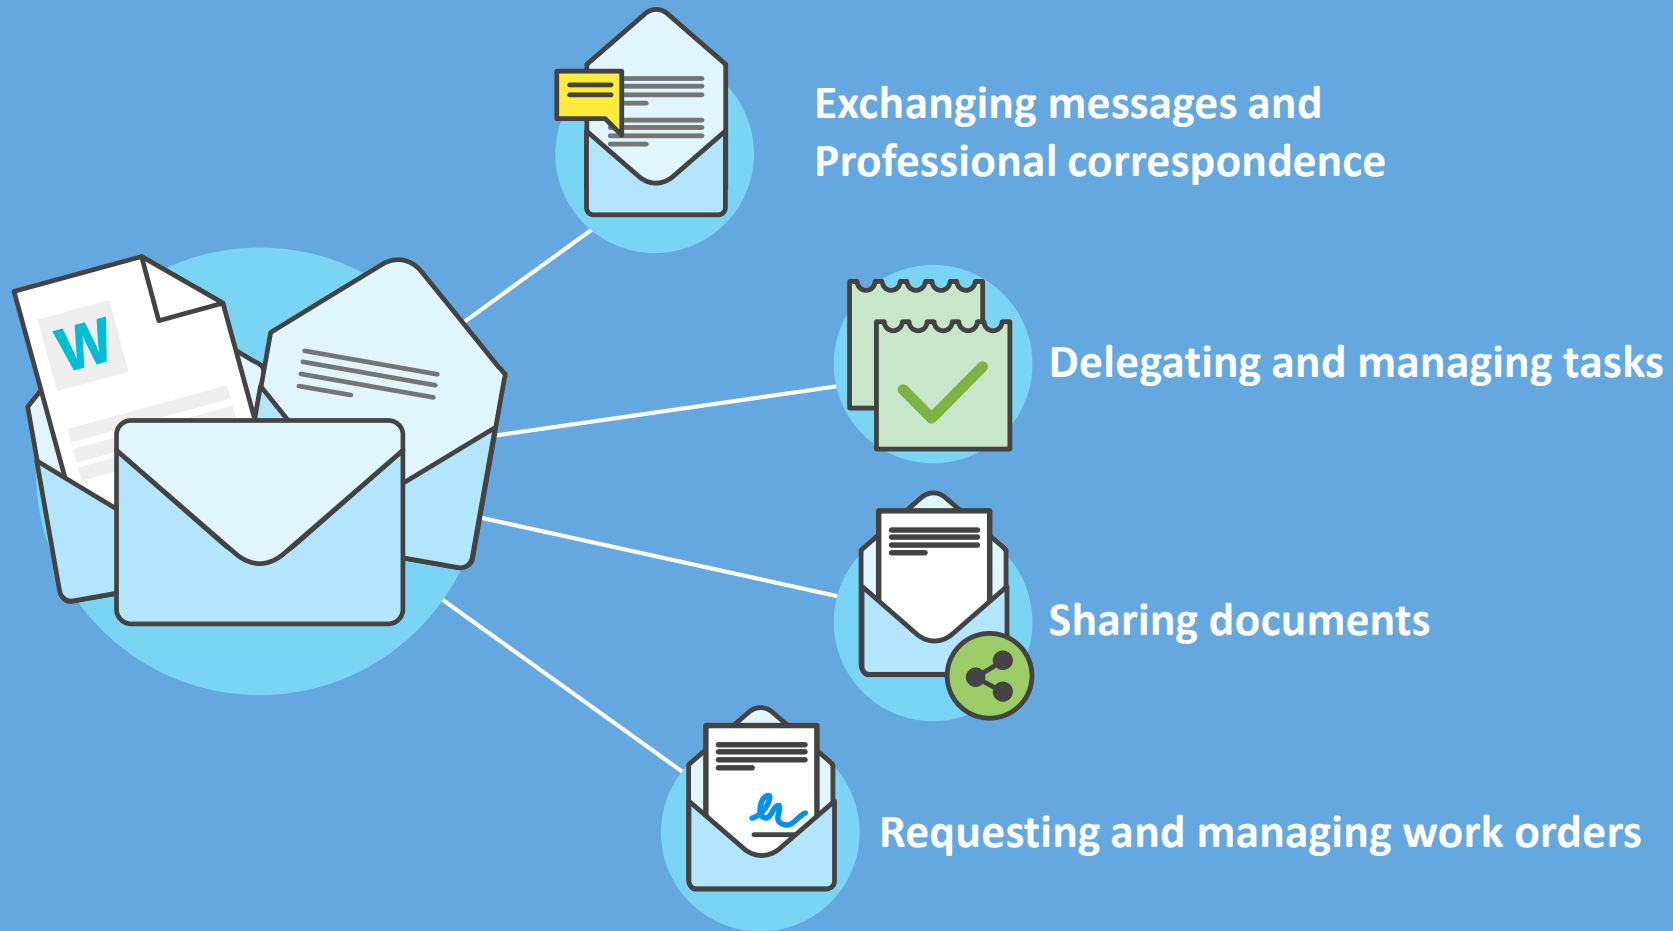 Exchanging messages and
Professional correspondence
W
Delegating and managing tasks
Sharing documents
Requesting and managing work orders